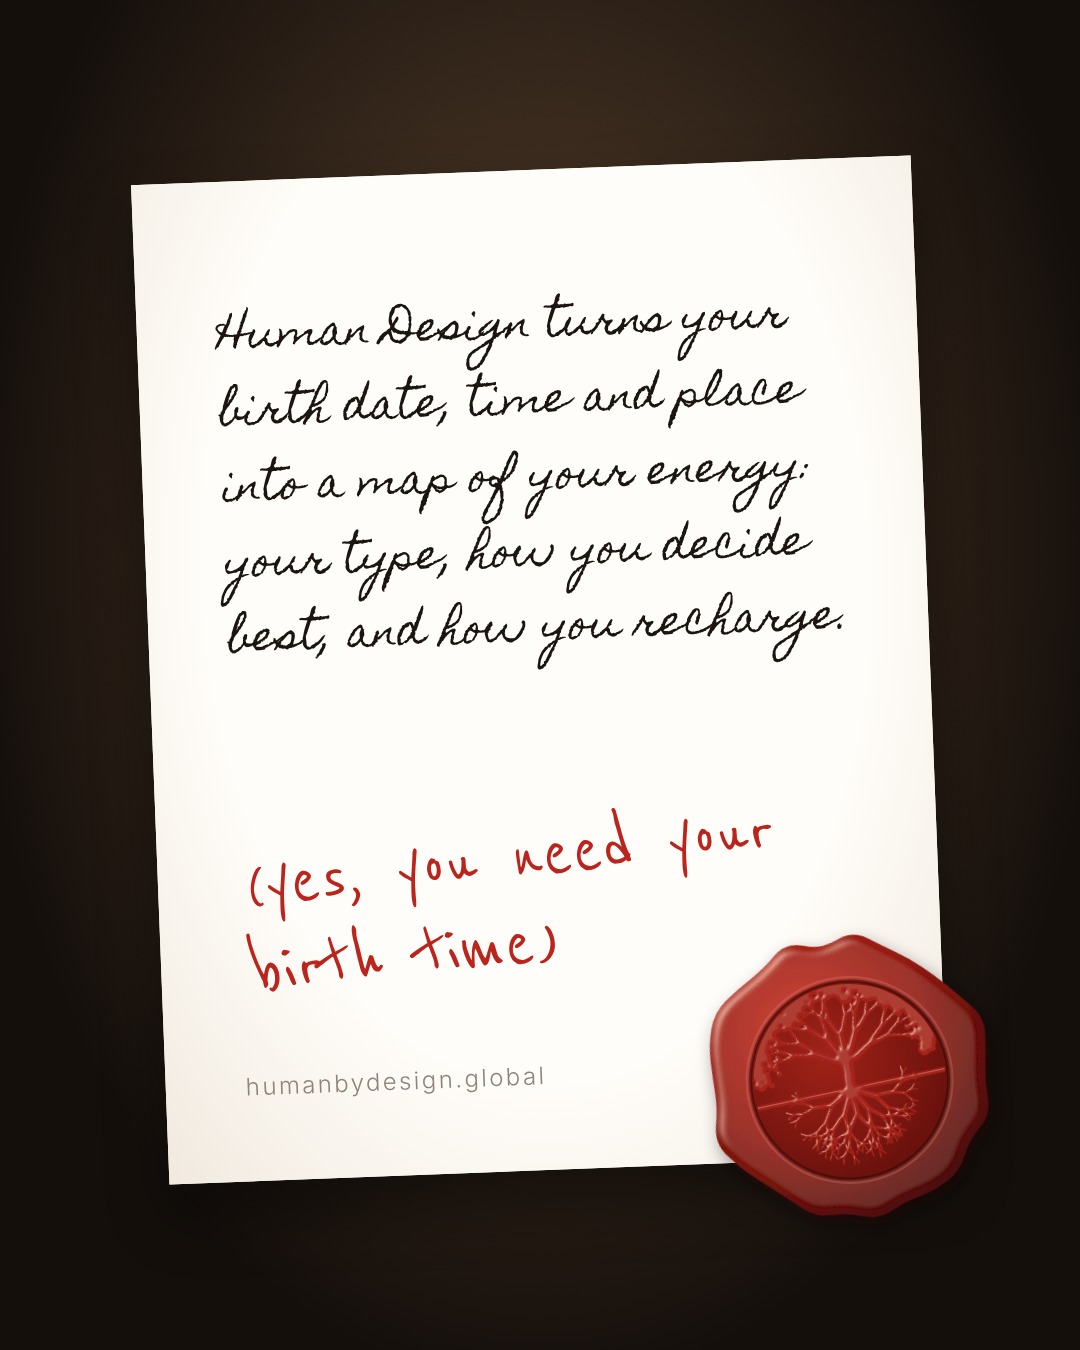 Human Design turns your
birth date, time and place
into a map of your energy:
your type, how you decide
best, and how you recharge.
(yes, you need your
birth time)
humanbydesign.global